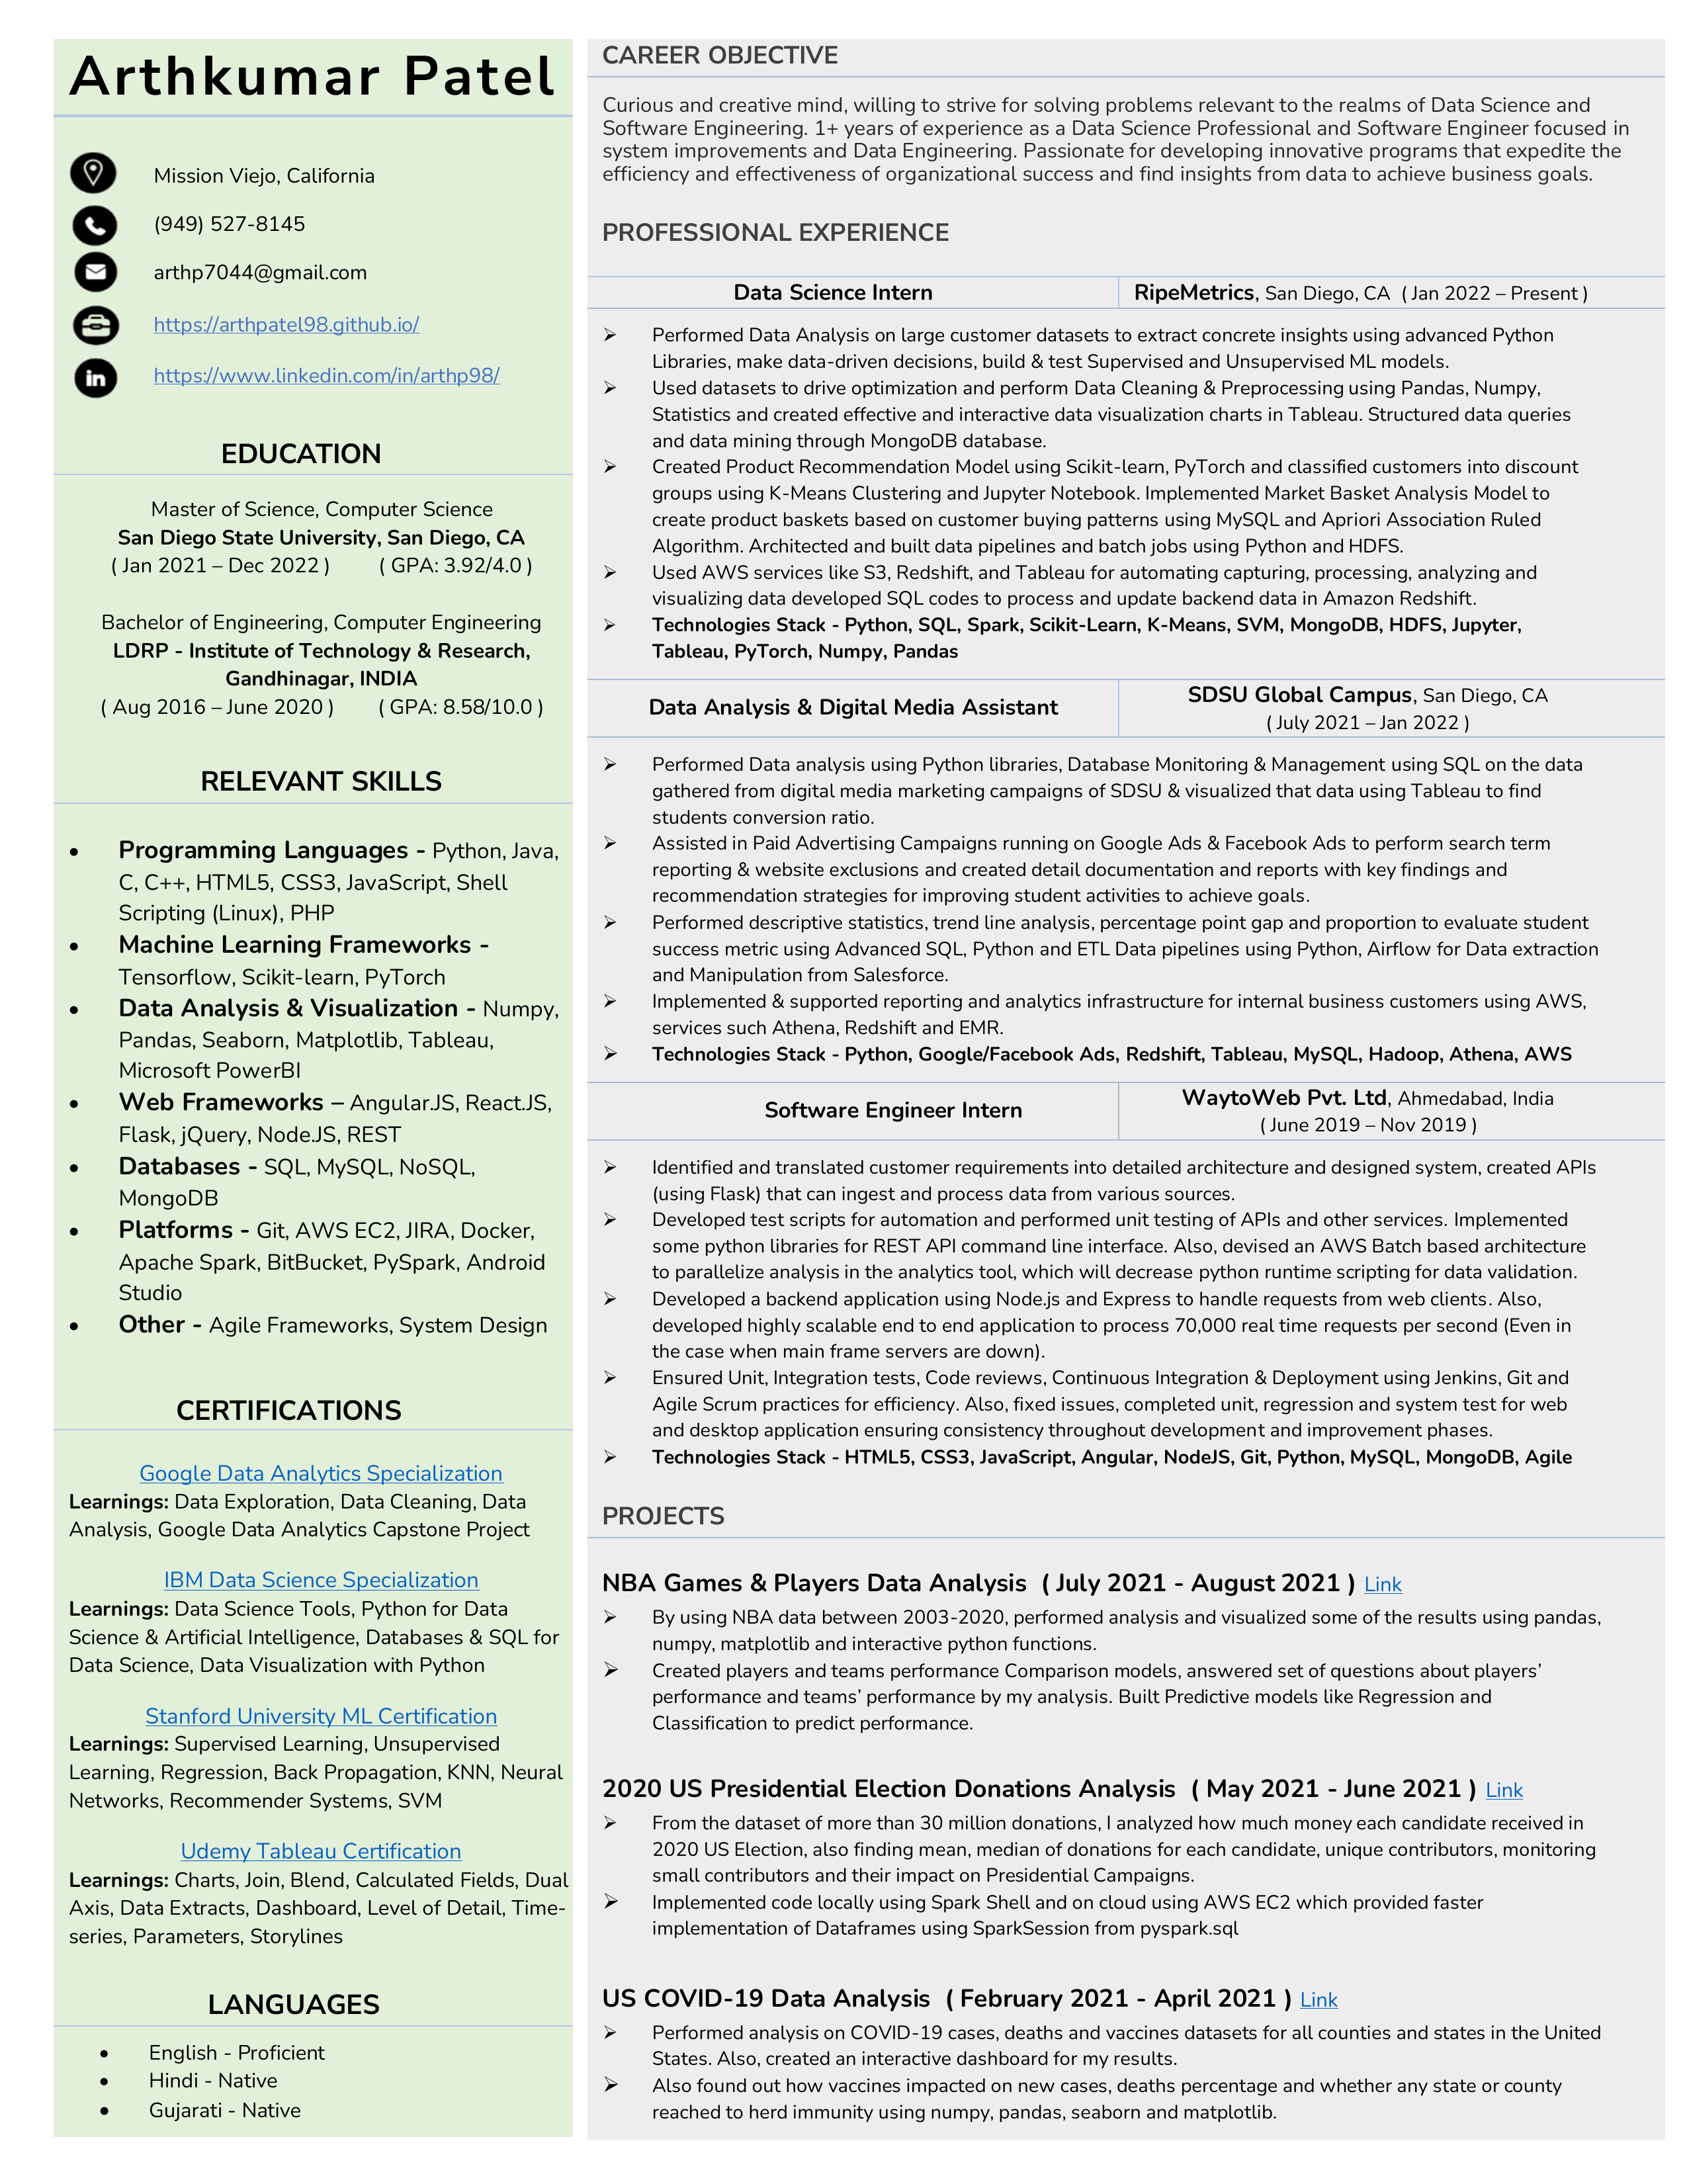 Arthkumar Patel
Mission Viejo, California
(949) 527-8145
arthp7044@gmail.com
https://arthpatel98.github.io/
https://www.linkedin.com/in/arthp98/
EDUCATION
Master of Science, Computer Science
San Diego State University, San Diego, CA
( Jan 2021 – Dec 2022 ) ( GPA: 3.92/4.0 )
Bachelor of Engineering, Computer Engineering
LDRP - Institute of Technology & Research,
Gandhinagar, INDIA
( Aug 2016 – June 2020 ) ( GPA: 8.58/10.0 )
RELEVANT SKILLS
• Programming Languages - Python, Java,
C, C++, HTML5, CSS3, JavaScript, Shell
Scripting (Linux), PHP
• Machine Learning Frameworks -
Tensorflow, Scikit-learn, PyTorch
• Data Analysis & Visualization - Numpy,
Pandas, Seaborn, Matplotlib, Tableau,
Microsoft PowerBI
• Web Frameworks – Angular.JS, React.JS,
Flask, jQuery, Node.JS, REST
• Databases - SQL, MySQL, NoSQL,
MongoDB
• Platforms - Git, AWS EC2, JIRA, Docker,
Apache Spark, BitBucket, PySpark, Android
Studio
• Other - Agile Frameworks, System Design
CERTIFICATIONS
Google Data Analytics Specialization
Learnings: Data Exploration, Data Cleaning, Data
Analysis, Google Data Analytics Capstone Project
IBM Data Science Specialization
Learnings: Data Science Tools, Python for Data
Science & Artificial Intelligence, Databases & SQL for
Data Science, Data Visualization with Python
Stanford University ML Certification
Learnings: Supervised Learning, Unsupervised
Learning, Regression, Back Propagation, KNN, Neural
Networks, Recommender Systems, SVM
Udemy Tableau Certification
Learnings: Charts, Join, Blend, Calculated Fields, Dual
Axis, Data Extracts, Dashboard, Level of Detail, Time-
series, Parameters, Storylines
LANGUAGES
• English - Proficient
• Hindi - Native
• Gujarati - Native
CAREER OBJECTIVE
Curious and creative mind, willing to strive for solving problems relevant to the realms of Data Science and
Software Engineering. 1+ years of experience as a Data Science Professional and Software Engineer focused in
system improvements and Data Engineering. Passionate for developing innovative programs that expedite the
efficiency and effectiveness of organizational success and find insights from data to achieve business goals.
PROFESSIONAL EXPERIENCE
Data Science Intern RipeMetrics, San Diego, CA ( Jan 2022 – Present )
➢ Performed Data Analysis on large customer datasets to extract concrete insights using advanced Python
Libraries, make data-driven decisions, build & test Supervised and Unsupervised ML models.
➢ Used datasets to drive optimization and perform Data Cleaning & Preprocessing using Pandas, Numpy,
Statistics and created effective and interactive data visualization charts in Tableau. Structured data queries
and data mining through MongoDB database.
➢ Created Product Recommendation Model using Scikit-learn, PyTorch and classified customers into discount
groups using K-Means Clustering and Jupyter Notebook. Implemented Market Basket Analysis Model to
create product baskets based on customer buying patterns using MySQL and Apriori Association Ruled
Algorithm. Architected and built data pipelines and batch jobs using Python and HDFS.
➢ Used AWS services like S3, Redshift, and Tableau for automating capturing, processing, analyzing and
visualizing data developed SQL codes to process and update backend data in Amazon Redshift.
➢ Technologies Stack - Python, SQL, Spark, Scikit-Learn, K-Means, SVM, MongoDB, HDFS, Jupyter,
Tableau, PyTorch, Numpy, Pandas
Data Analysis & Digital Media Assistant SDSU Global Campus, San Diego, CA
( July 2021 – Jan 2022 )
➢ Performed Data analysis using Python libraries, Database Monitoring & Management using SQL on the data
gathered from digital media marketing campaigns of SDSU & visualized that data using Tableau to find
students conversion ratio.
➢ Assisted in Paid Advertising Campaigns running on Google Ads & Facebook Ads to perform search term
reporting & website exclusions and created detail documentation and reports with key findings and
recommendation strategies for improving student activities to achieve goals.
➢ Performed descriptive statistics, trend line analysis, percentage point gap and proportion to evaluate student
success metric using Advanced SQL, Python and ETL Data pipelines using Python, Airflow for Data extraction
and Manipulation from Salesforce.
➢ Implemented & supported reporting and analytics infrastructure for internal business customers using AWS,
services such Athena, Redshift and EMR.
➢ Technologies Stack - Python, Google/Facebook Ads, Redshift, Tableau, MySQL, Hadoop, Athena, AWS
Software Engineer Intern WaytoWeb Pvt. Ltd, Ahmedabad, India
( June 2019 – Nov 2019 )
➢ Identified and translated customer requirements into detailed architecture and designed system, created APIs
(using Flask) that can ingest and process data from various sources.
➢ Developed test scripts for automation and performed unit testing of APIs and other services. Implemented
some python libraries for REST API command line interface. Also, devised an AWS Batch based architecture
to parallelize analysis in the analytics tool, which will decrease python runtime scripting for data validation.
➢ Developed a backend application using Node.js and Express to handle requests from web clients. Also,
developed highly scalable end to end application to process 70,000 real time requests per second (Even in
the case when main frame servers are down).
➢ Ensured Unit, Integration tests, Code reviews, Continuous Integration & Deployment using Jenkins, Git and
Agile Scrum practices for efficiency. Also, fixed issues, completed unit, regression and system test for web
and desktop application ensuring consistency throughout development and improvement phases.
➢ Technologies Stack - HTML5, CSS3, JavaScript, Angular, NodeJS, Git, Python, MySQL, MongoDB, Agile
PROJECTS
NBA Games & Players Data Analysis ( July 2021 - August 2021 ) Link
➢ By using NBA data between 2003-2020, performed analysis and visualized some of the results using pandas,
numpy, matplotlib and interactive python functions.
➢ Created players and teams performance Comparison models, answered set of questions about players’
performance and teams’ performance by my analysis. Built Predictive models like Regression and
Classification to predict performance.
2020 US Presidential Election Donations Analysis ( May 2021 - June 2021 ) Link
➢ From the dataset of more than 30 million donations, I analyzed how much money each candidate received in
2020 US Election, also finding mean, median of donations for each candidate, unique contributors, monitoring
small contributors and their impact on Presidential Campaigns.
➢ Implemented code locally using Spark Shell and on cloud using AWS EC2 which provided faster
implementation of Dataframes using SparkSession from pyspark.sql
US COVID-19 Data Analysis ( February 2021 - April 2021 ) Link
➢ Performed analysis on COVID-19 cases, deaths and vaccines datasets for all counties and states in the United
States. Also, created an interactive dashboard for my results.
➢ Also found out how vaccines impacted on new cases, deaths percentage and whether any state or county
reached to herd immunity using numpy, pandas, seaborn and matplotlib.